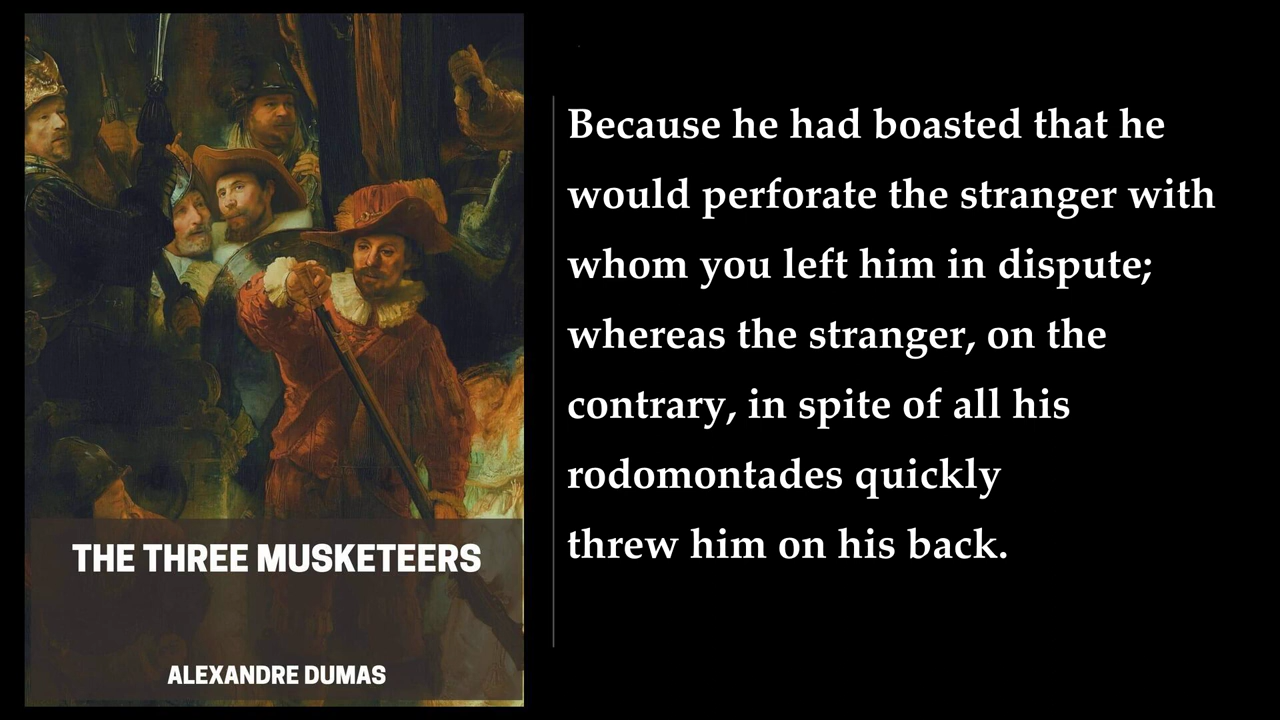 Because he had boasted that he
would perforate the stranger with
whom you left him in dispute;
whereas the stranger, on the
contrary, in spite of all his
rodomontades quickly
threw him on his back.
THE THREE MUSKETEERS
ALEXANDRE DUMAS